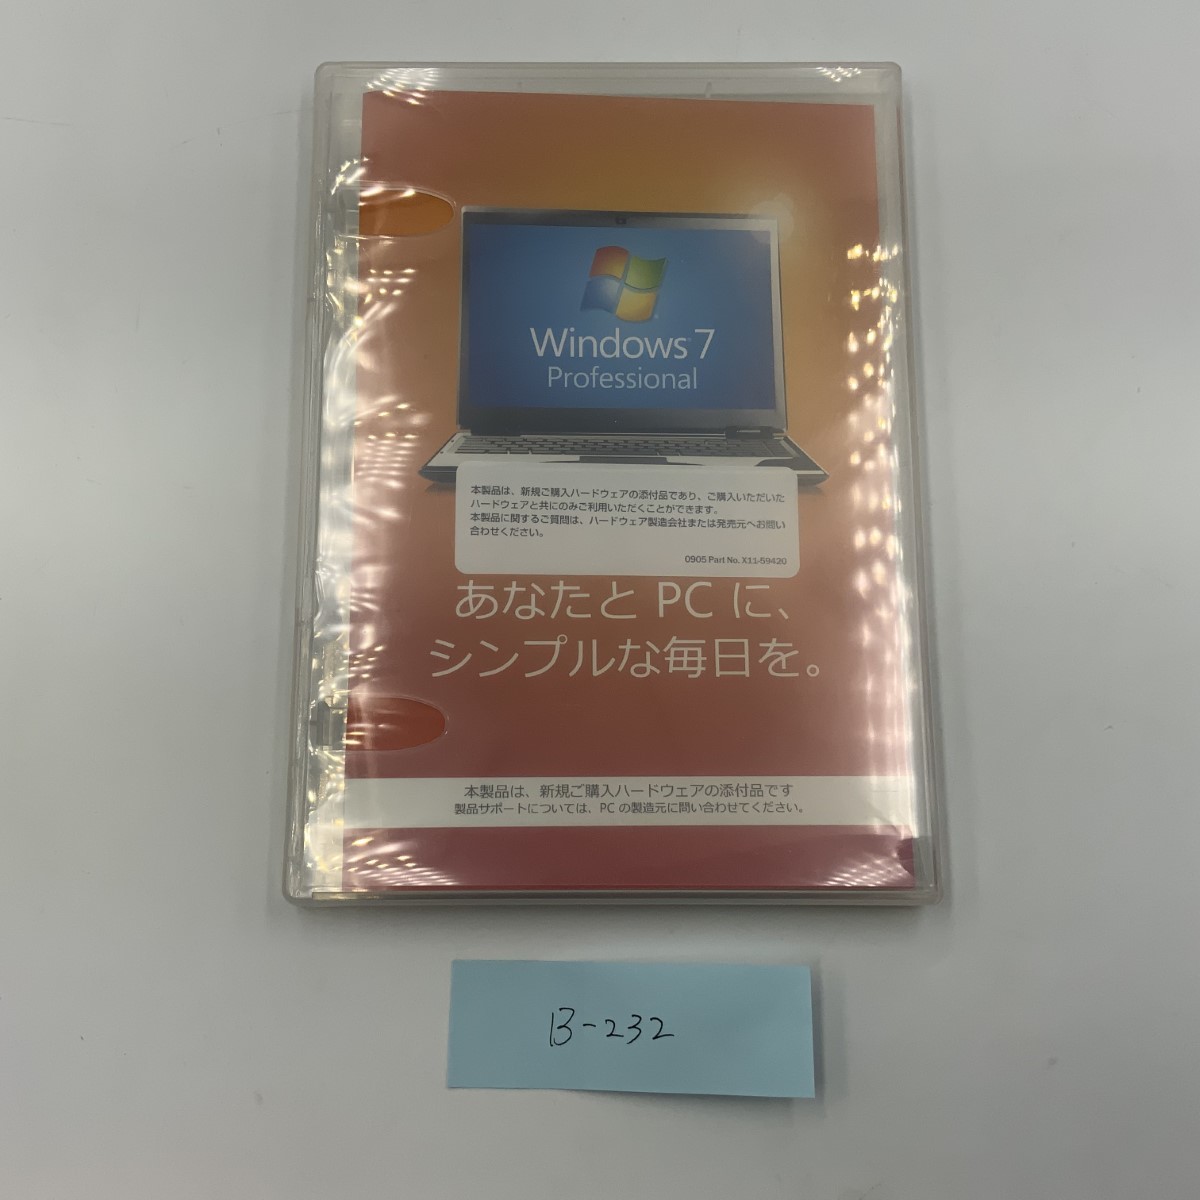 Windows 7
Professional
本製品は、新規ご購入ハードウェアの添付品であり、ご購入いただいた
ハードウェアと共にのみご利用いただくことができます。
本製品に関するご質問は、ハードウェア製造会社または発売元へお問い
合わせください。
0905 Part No. X11-59420
あなたと PC に、
シンプルな毎日を。
本製品は、新規ご購入ハードウェアの添付品です
製品サポートについては、PC の製造元に問い合わせてください。
B-232